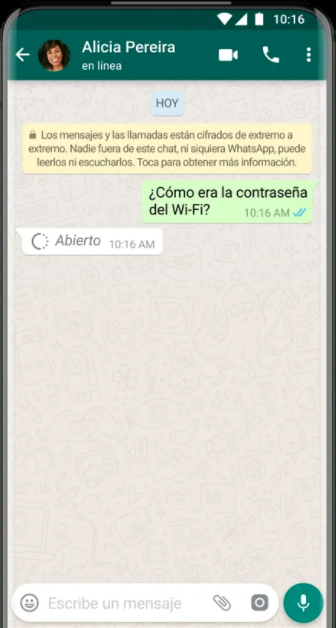 10:16
Alicia Pereira
en línea
HOY
Los mensajes y las llamadas están cifrados de extremo a
extremo. Nadie fuera de este chat, ni siquiera WhatsApp, puede
leerlos ni escucharlos. Toca para obtener más información.
¿Cómo era la contraseña
del Wi-Fi? 10:16 AM
Abierto 10:16 AM
Escribe un mensaje